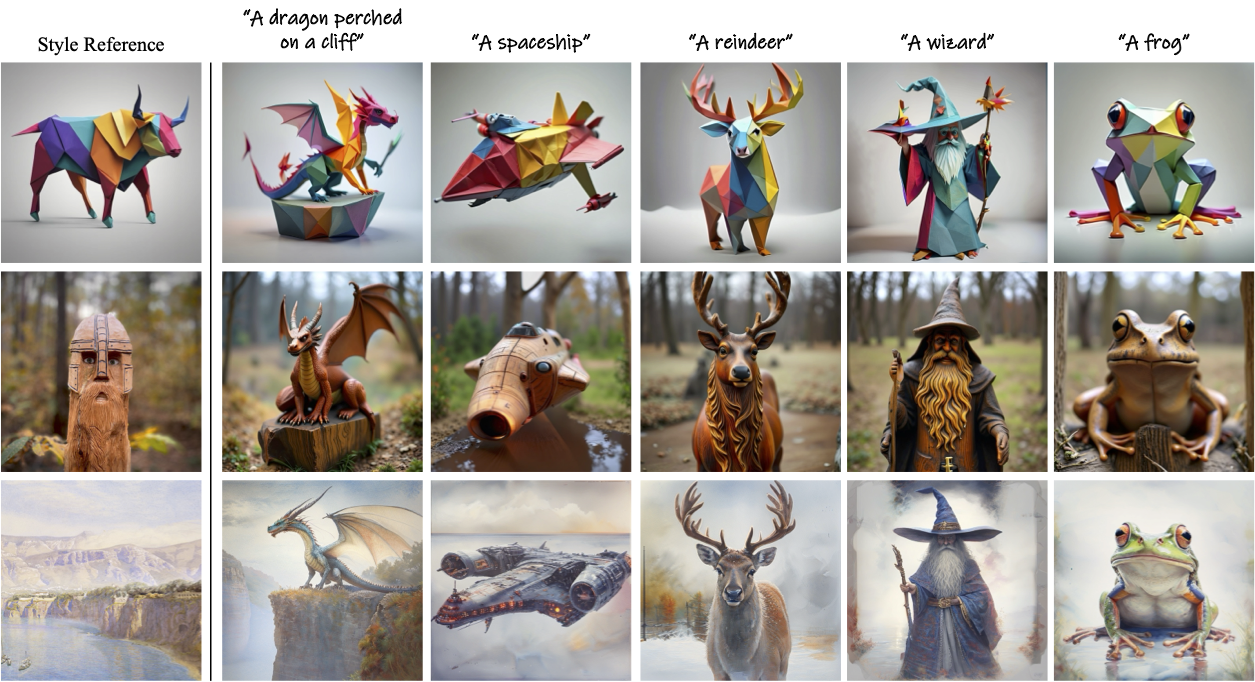 Style Reference
"A dragon perched
on a cliff"
"A spaceship"
"A reindeer"
"A wizard"
"A frog"